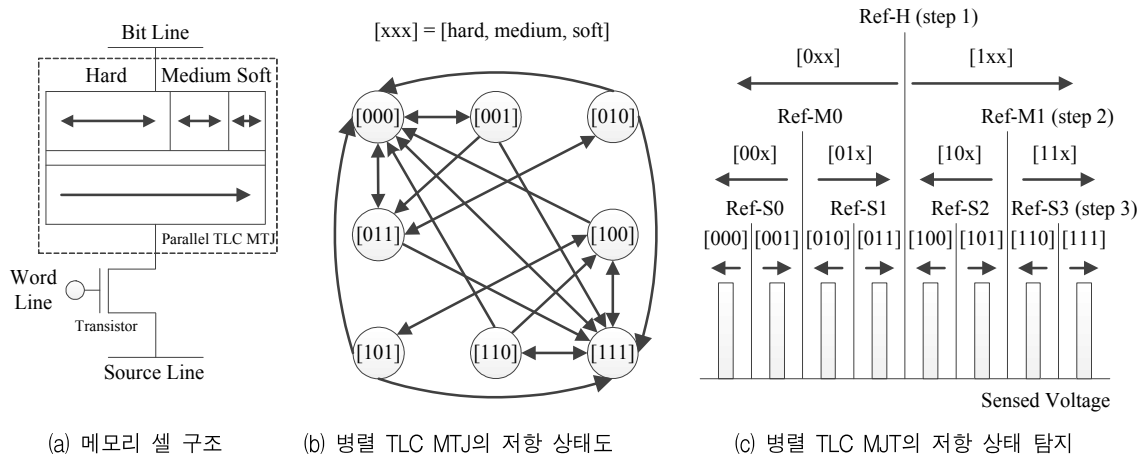 Bit Line
Hard
Medium Soft
Parallel TLC MTJ
Word
Line
Transistor
Source Line
(a) 메모리 셀 구조
[xxx] = [hard, medium, soft]
[000]
[001]
[010]
[011]
[100]
[101]
[110]
[111]
(b) 병렬 TLC MTJ의 저항 상태도
Ref-H (step 1)
[0xx]
[1xx]
Ref-M0
Ref-M1 (step 2)
[00x]
[01x]
[10x]
[11x]
Ref-S0
Ref-S1
Ref-S2
Ref-S3 (step 3)
[000] [001] [010] [011] [100] [101] [110] [111]
Sensed Voltage
(c) 병렬 TLC MJT의 저항 상태 탐지